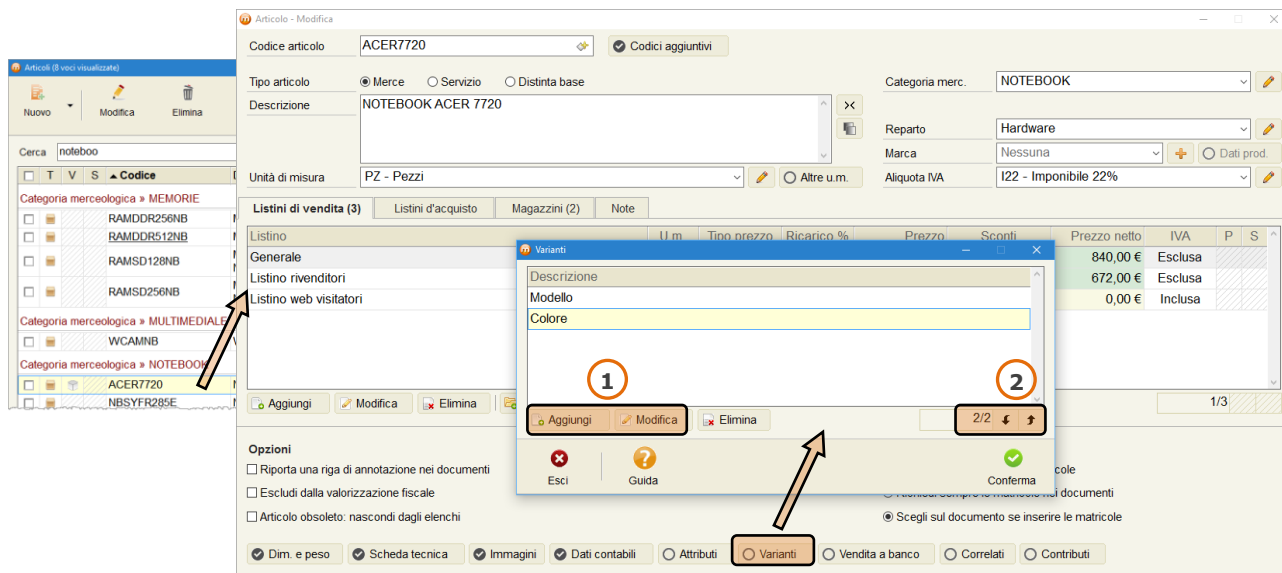 Articolo - Modifica
Codice articolo ACER7720 Codici aggiuntivi
Articoli (8 voci visualizzate)
Nuovo Modifica Elimina
Cerca noteboo
T V S Codice
Categoria merceologica » MEMORIE
RAMDDR256NB
RAMDDR512NB
RAMSD128NB
RAMSD256NB
Categoria merceologica » MULTIMEDIALE
WCAMNB
Categoria merceologica » NOTEBOOK
ACER7720
NBSYFR285E
Tipo articolo Merce Servizio Distinta base
Categoria merc. NOTEBOOK
Descrizione NOTEBOOK ACER 7720
Reparto Hardware
Marca Nessuna Dati prod.
Unità di misura PZ - Pezzi Altre u.m.
Aliquota IVA I22 - Imponibile 22%
Listini di vendita (3) Listini d'acquisto Magazzini (2) Note
Listino U.m. Tipo prezzo Ricarico % Prezzo Sconti Prezzo netto IVA P S
Generale 840,00 € Esclusa
Listino rivenditori 672,00 € Esclusa
Listino web visitatori 0,00 € Inclusa
Aggiungi Modifica Elimina 1/3
Varianti
Descrizione
Modello
Colore
1 2
Aggiungi Modifica Elimina 2/2
Esci Guida Conferma
Opzioni
Riporta una riga di annotazione nei documenti
Escludi dalla valorizzazione fiscale
Articolo obsoleto: nascondi dagli elenchi
Scegli sul documento se inserire le matricole
Dim. e peso Scheda tecnica Immagini Dati contabili Attributi Varianti Vendita a banco Correlati Contributi